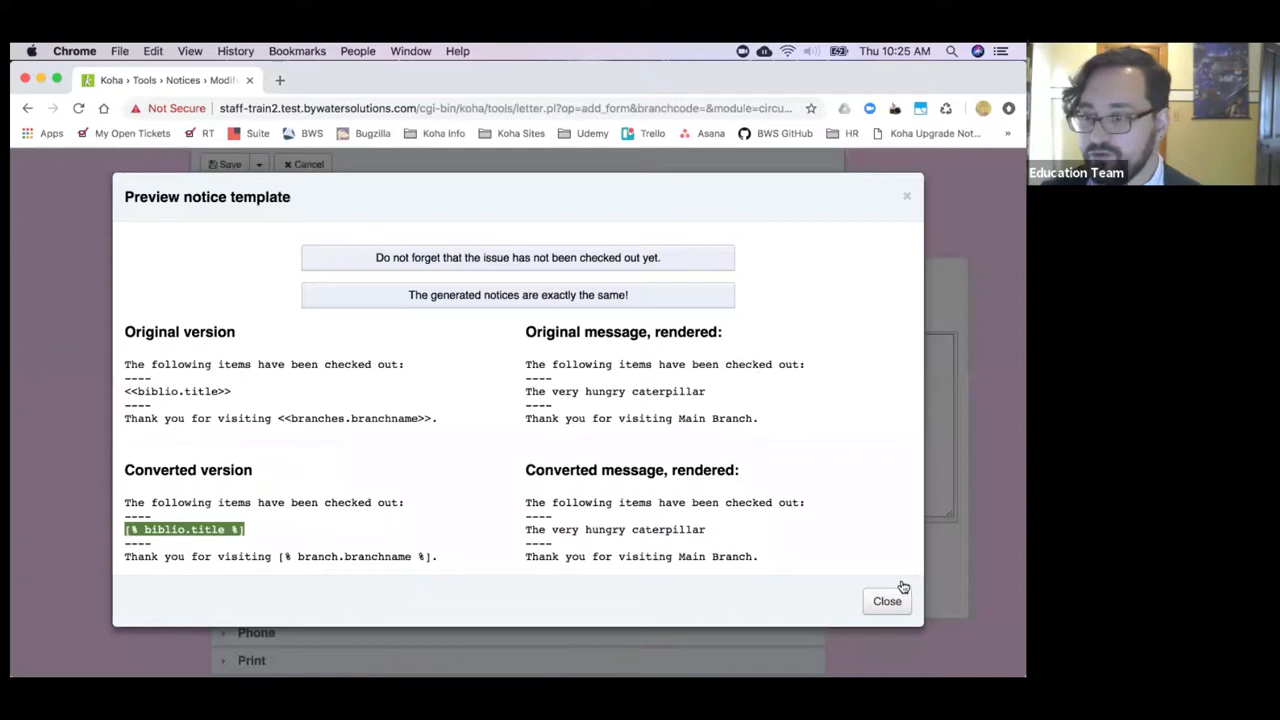 Chrome File Edit View History Bookmarks People Window Help Thu 10:25 AM
Koha › Tools › Notices › Modif
Not Secure staff-train2.test.bywatersolutions.com/cgi-bin/koha/tools/letter.pl?op=add_form&branchcode=&module=circu...
Apps My Open Tickets RT Suite BWS Bugzilla Koha Info Koha Sites Udemy Trello Asana BWS GitHub HR Koha Upgrade Not... »
Save Cancel
Education Team
Preview notice template
Do not forget that the issue has not been checked out yet.
The generated notices are exactly the same!
Original version
The following items have been checked out:
----
<<biblio.title>>
----
Thank you for visiting <<branches.branchname>>.
Original message, rendered:
The following items have been checked out:
----
The very hungry caterpillar
----
Thank you for visiting Main Branch.
Converted version
The following items have been checked out:
----
[% biblio.title %]
----
Thank you for visiting [% branch.branchname %].
Converted message, rendered:
The following items have been checked out:
----
The very hungry caterpillar
----
Thank you for visiting Main Branch.
Close
Phone
Print